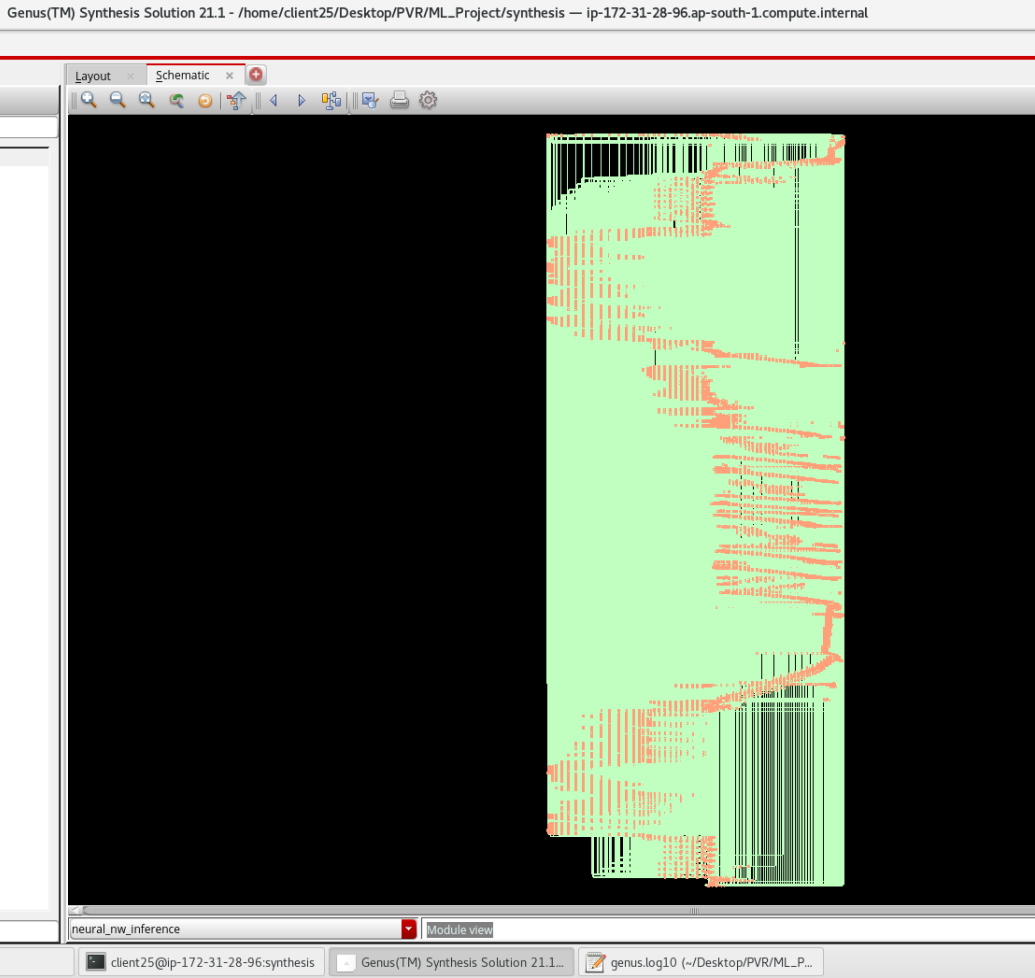 Genus(TM) Synthesis Solution 21.1 - /home/client25/Desktop/PVR/ML_Project/synthesis — ip-172-31-28-96.ap-south-1.compute.internal
Layout
Schematic
neural_nw_inference
Module view
client25@ip-172-31-28-96:synthesis
Genus(TM) Synthesis Solution 21.1...
genus.log10 (~/Desktop/PVR/ML_P...